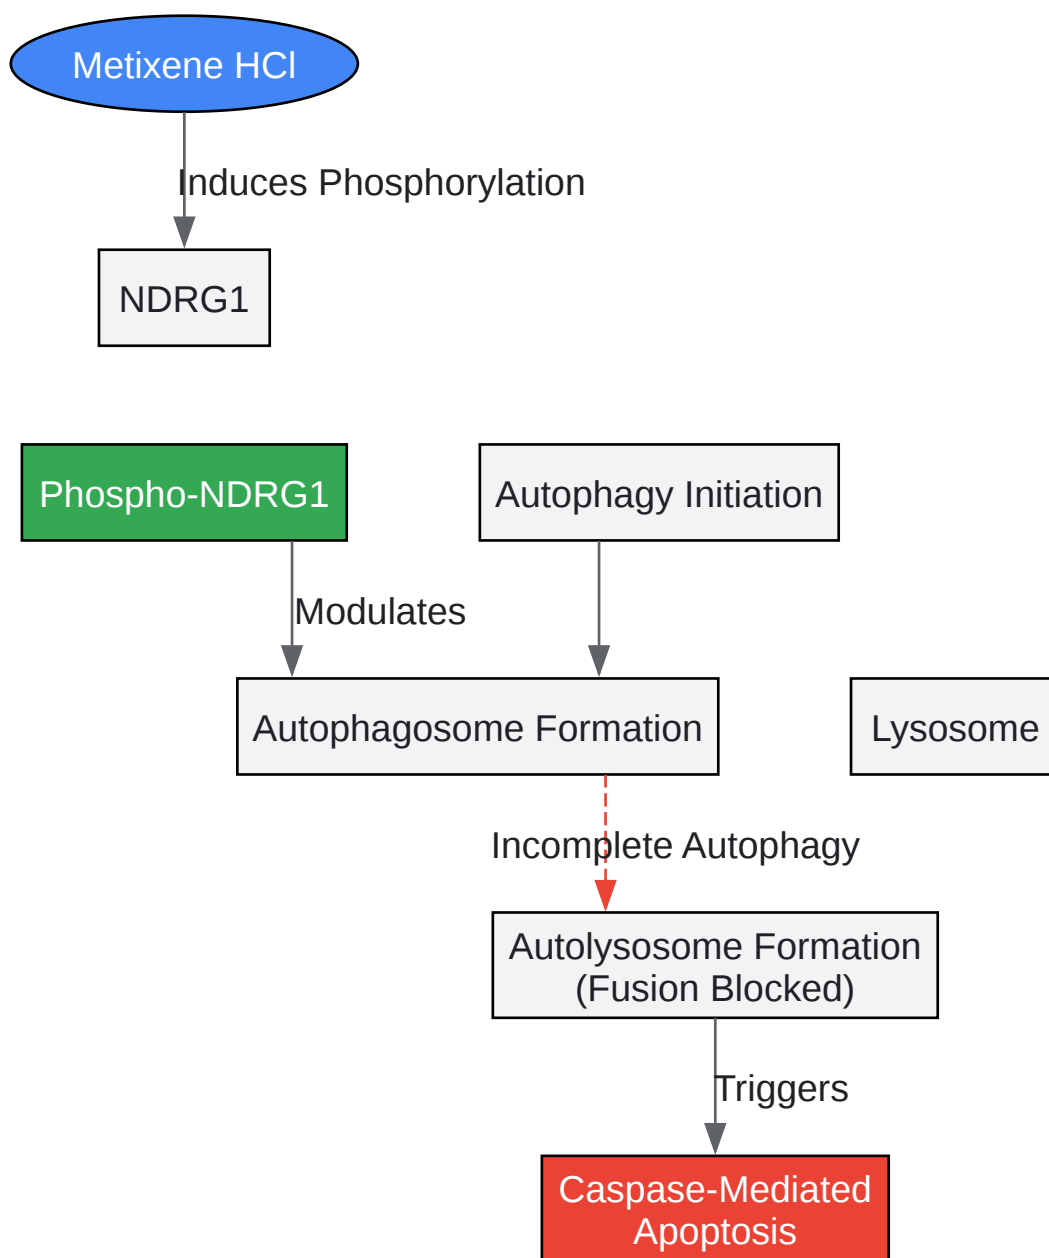 Metixene HCl
Induces Phosphorylation
NDRG1
Phospho-NDRG1
Autophagy Initiation
Modulates
Autophagosome Formation
Lysosome
Incomplete Autophagy
Autolysosome Formation
(Fusion Blocked)
Triggers
Caspase-Mediated
Apoptosis